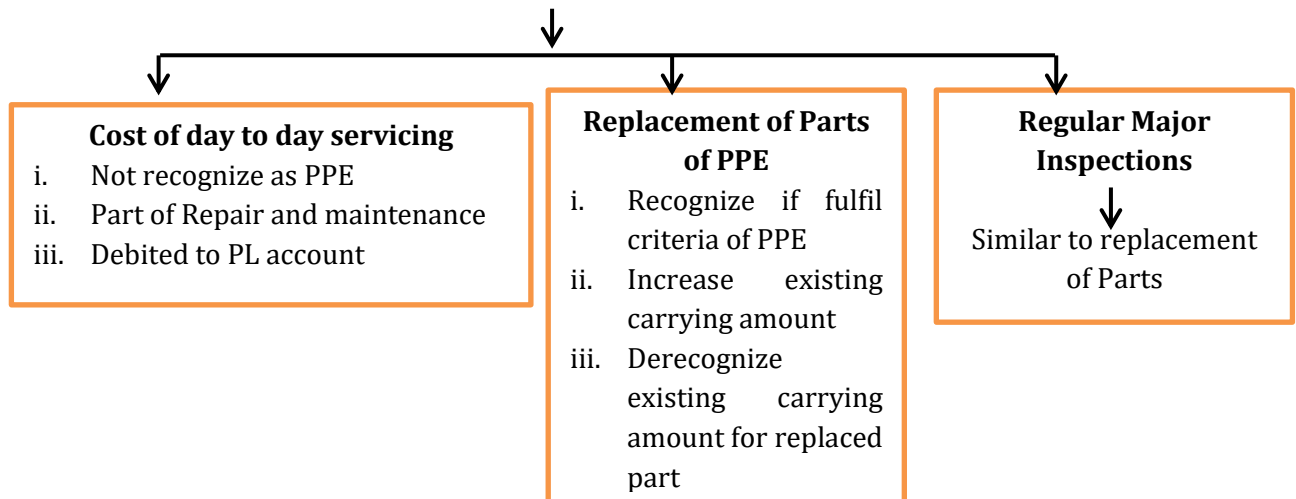 Cost of day to day servicing
i. Not recognize as PPE
ii. Part of Repair and maintenance
iii. Debited to PL account
Replacement of Parts
of PPE
i. Recognize if fulfil
criteria of PPE
ii. Increase existing
carrying amount
iii. Derecognize
existing carrying
amount for replaced
part
Regular Major
Inspections
Similar to replacement
of Parts